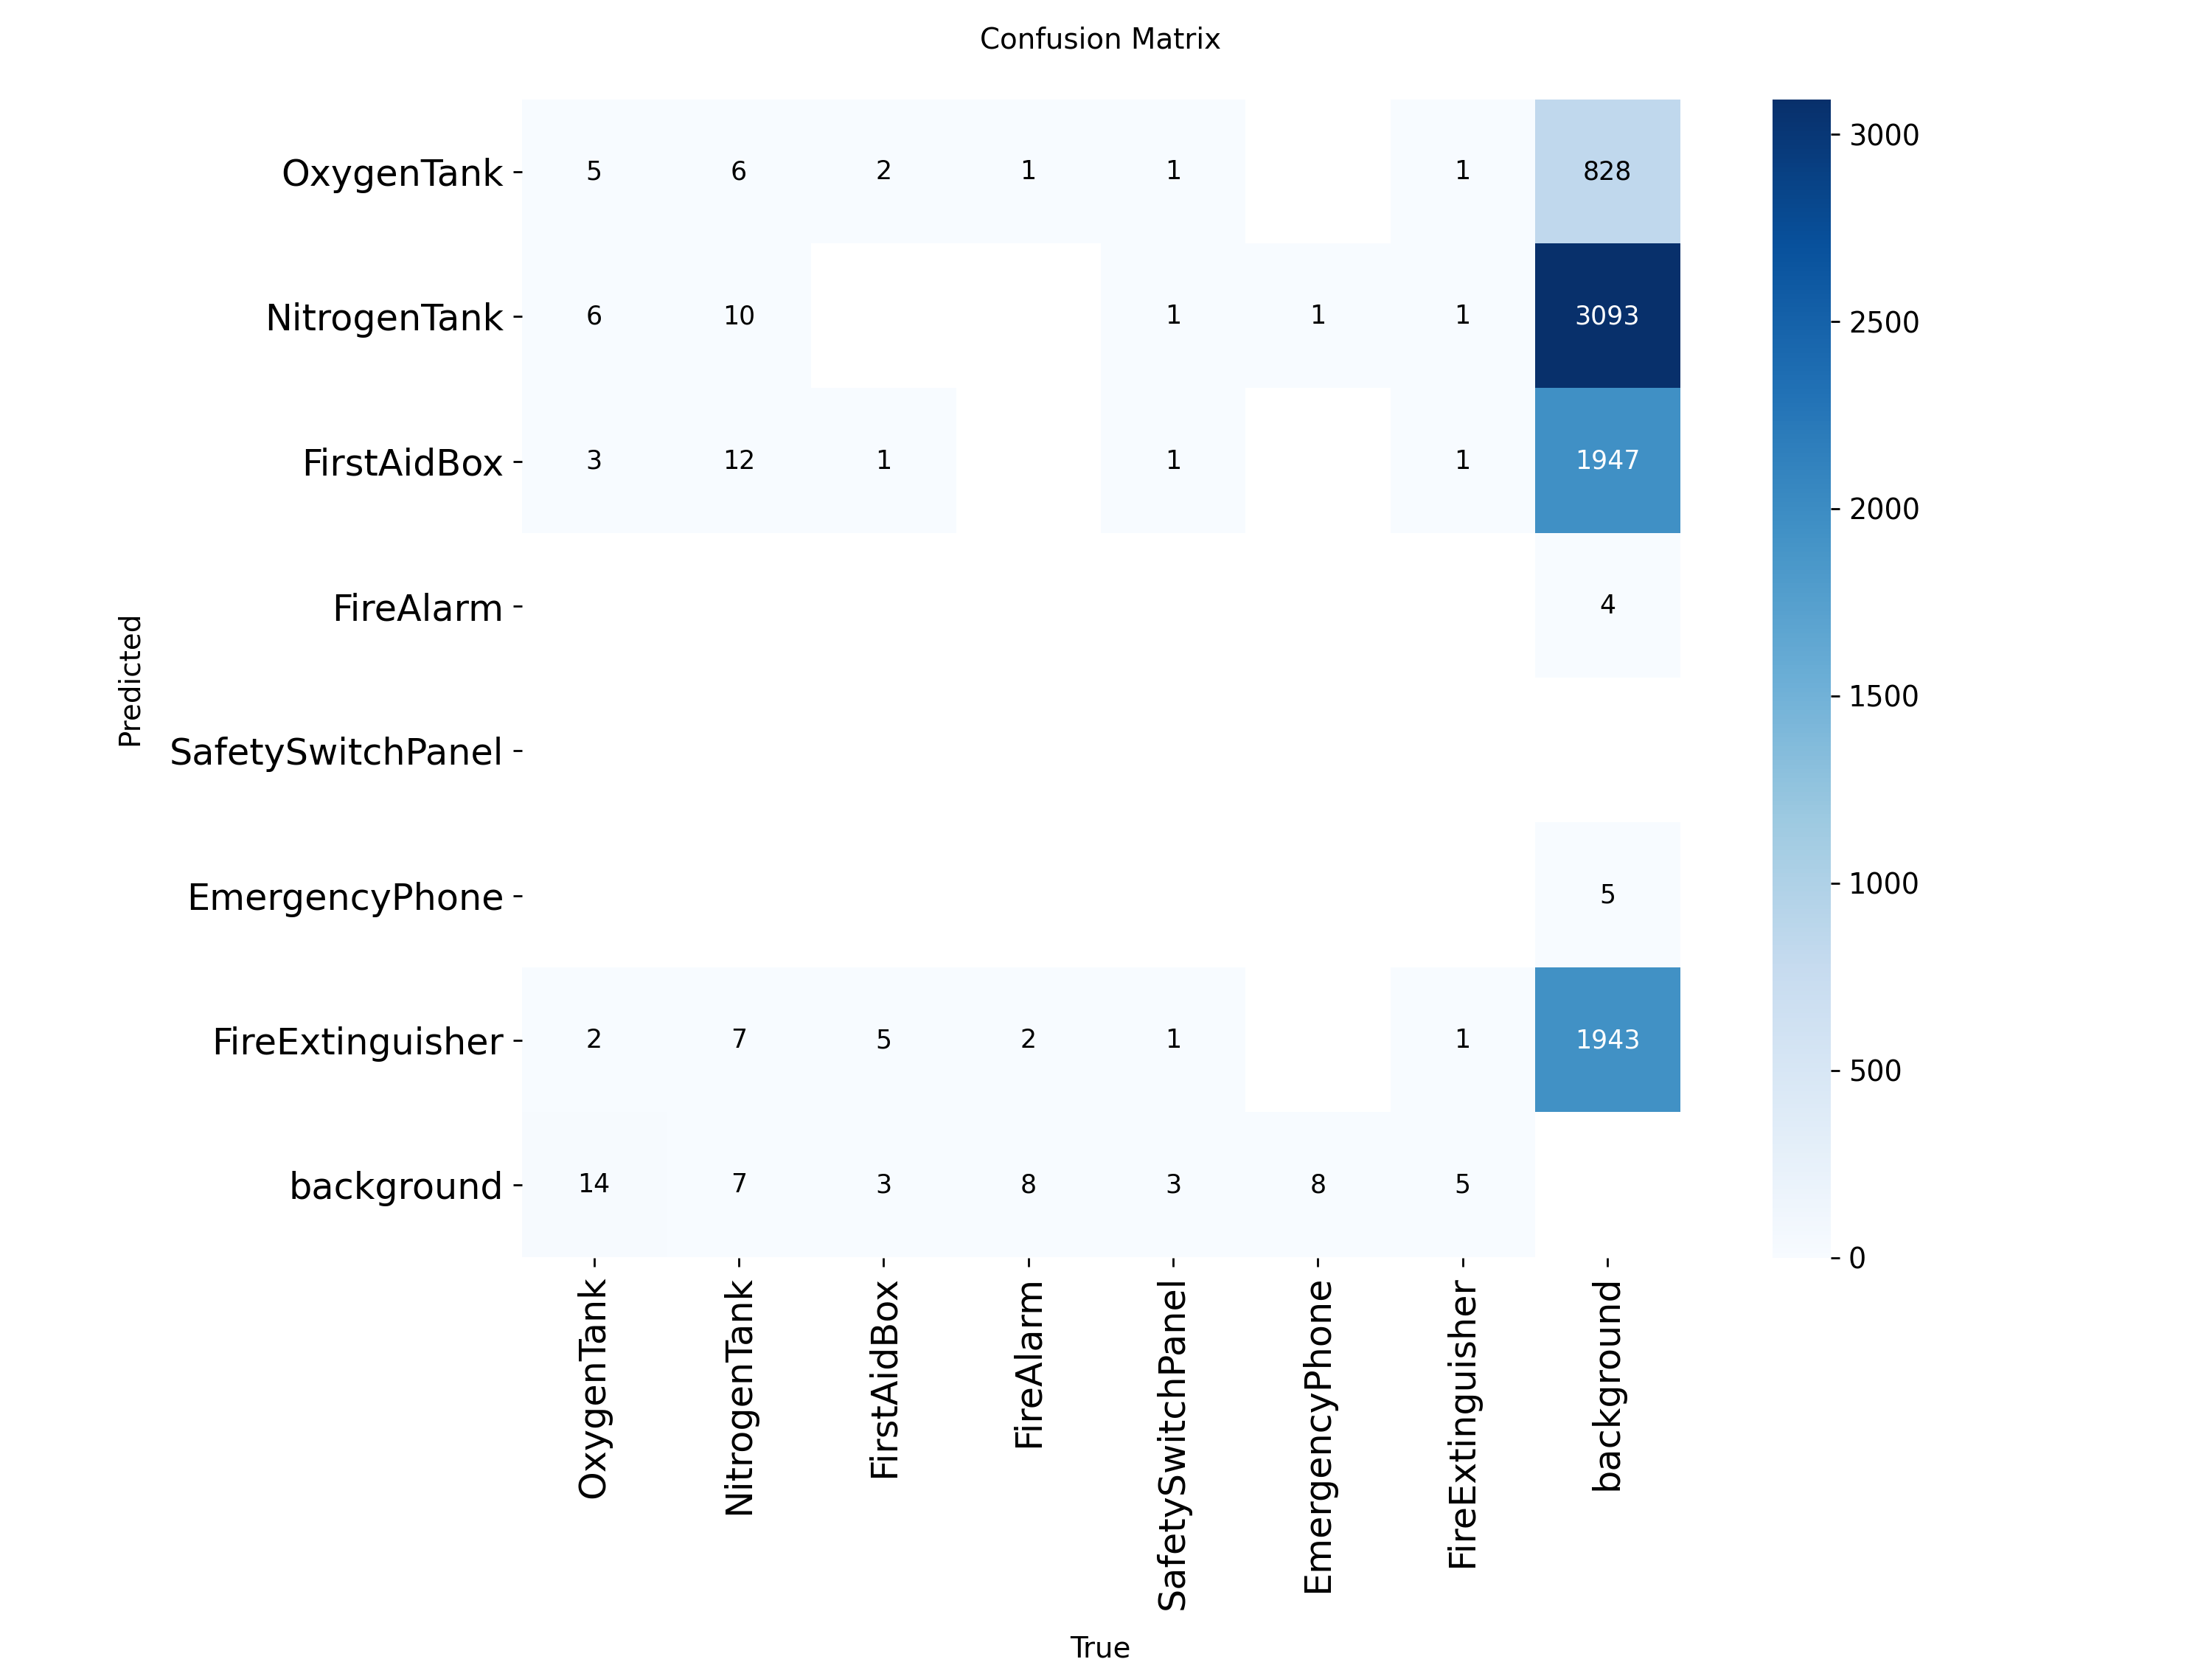 Confusion Matrix
OxygenTank 5 6 2 1 1 1 828
3000
NitrogenTank 6 10 1 1 1 3093
2500
FirstAidBox 3 12 1 1 1 1947
2000
FireAlarm 4
Predicted
1500
SafetySwitchPanel
1000
EmergencyPhone 5
FireExtinguisher 2 7 5 2 1 1 1943
500
background 14 7 3 8 3 8 5
0
OxygenTank
NitrogenTank
FirstAidBox
FireAlarm
SafetySwitchPanel
EmergencyPhone
FireExtinguisher
background
True